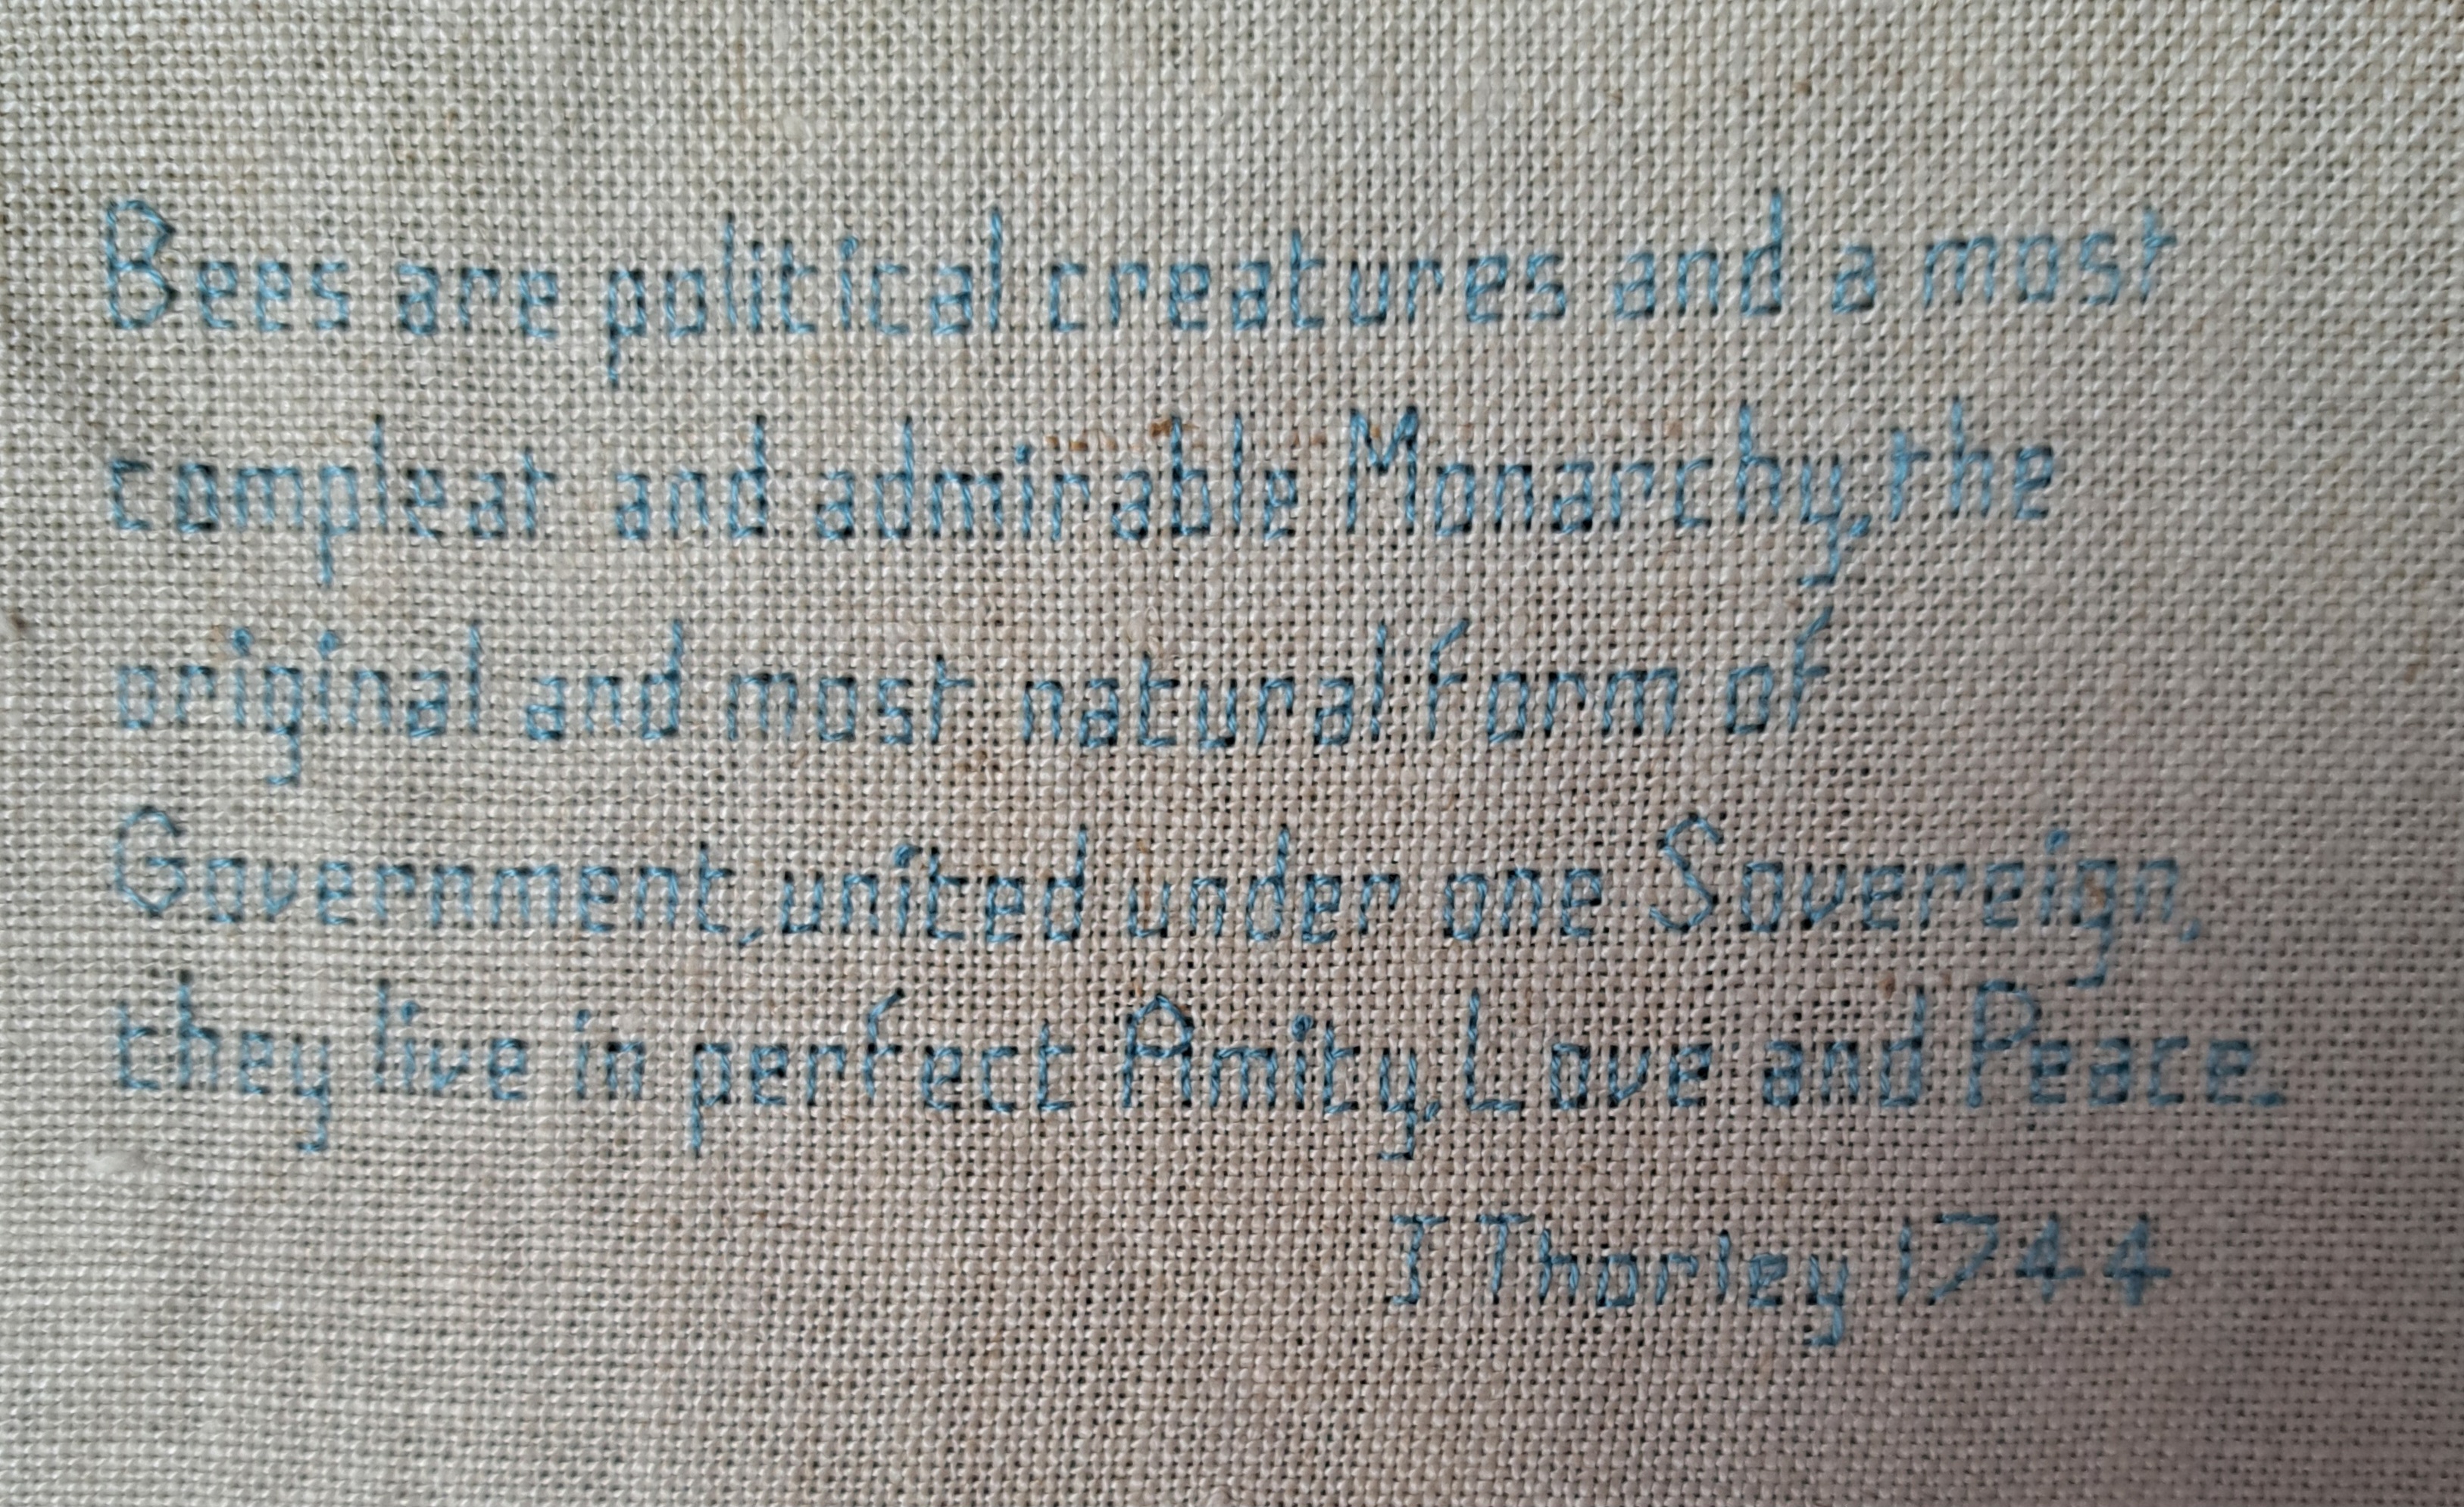 Bees are political creatures and a most
compleat and admirable Monarchy, the
original and most natural form of
Government, united under one Sovereign,
they live in perfect Amity, Love and Peace.
J Thorley 1744